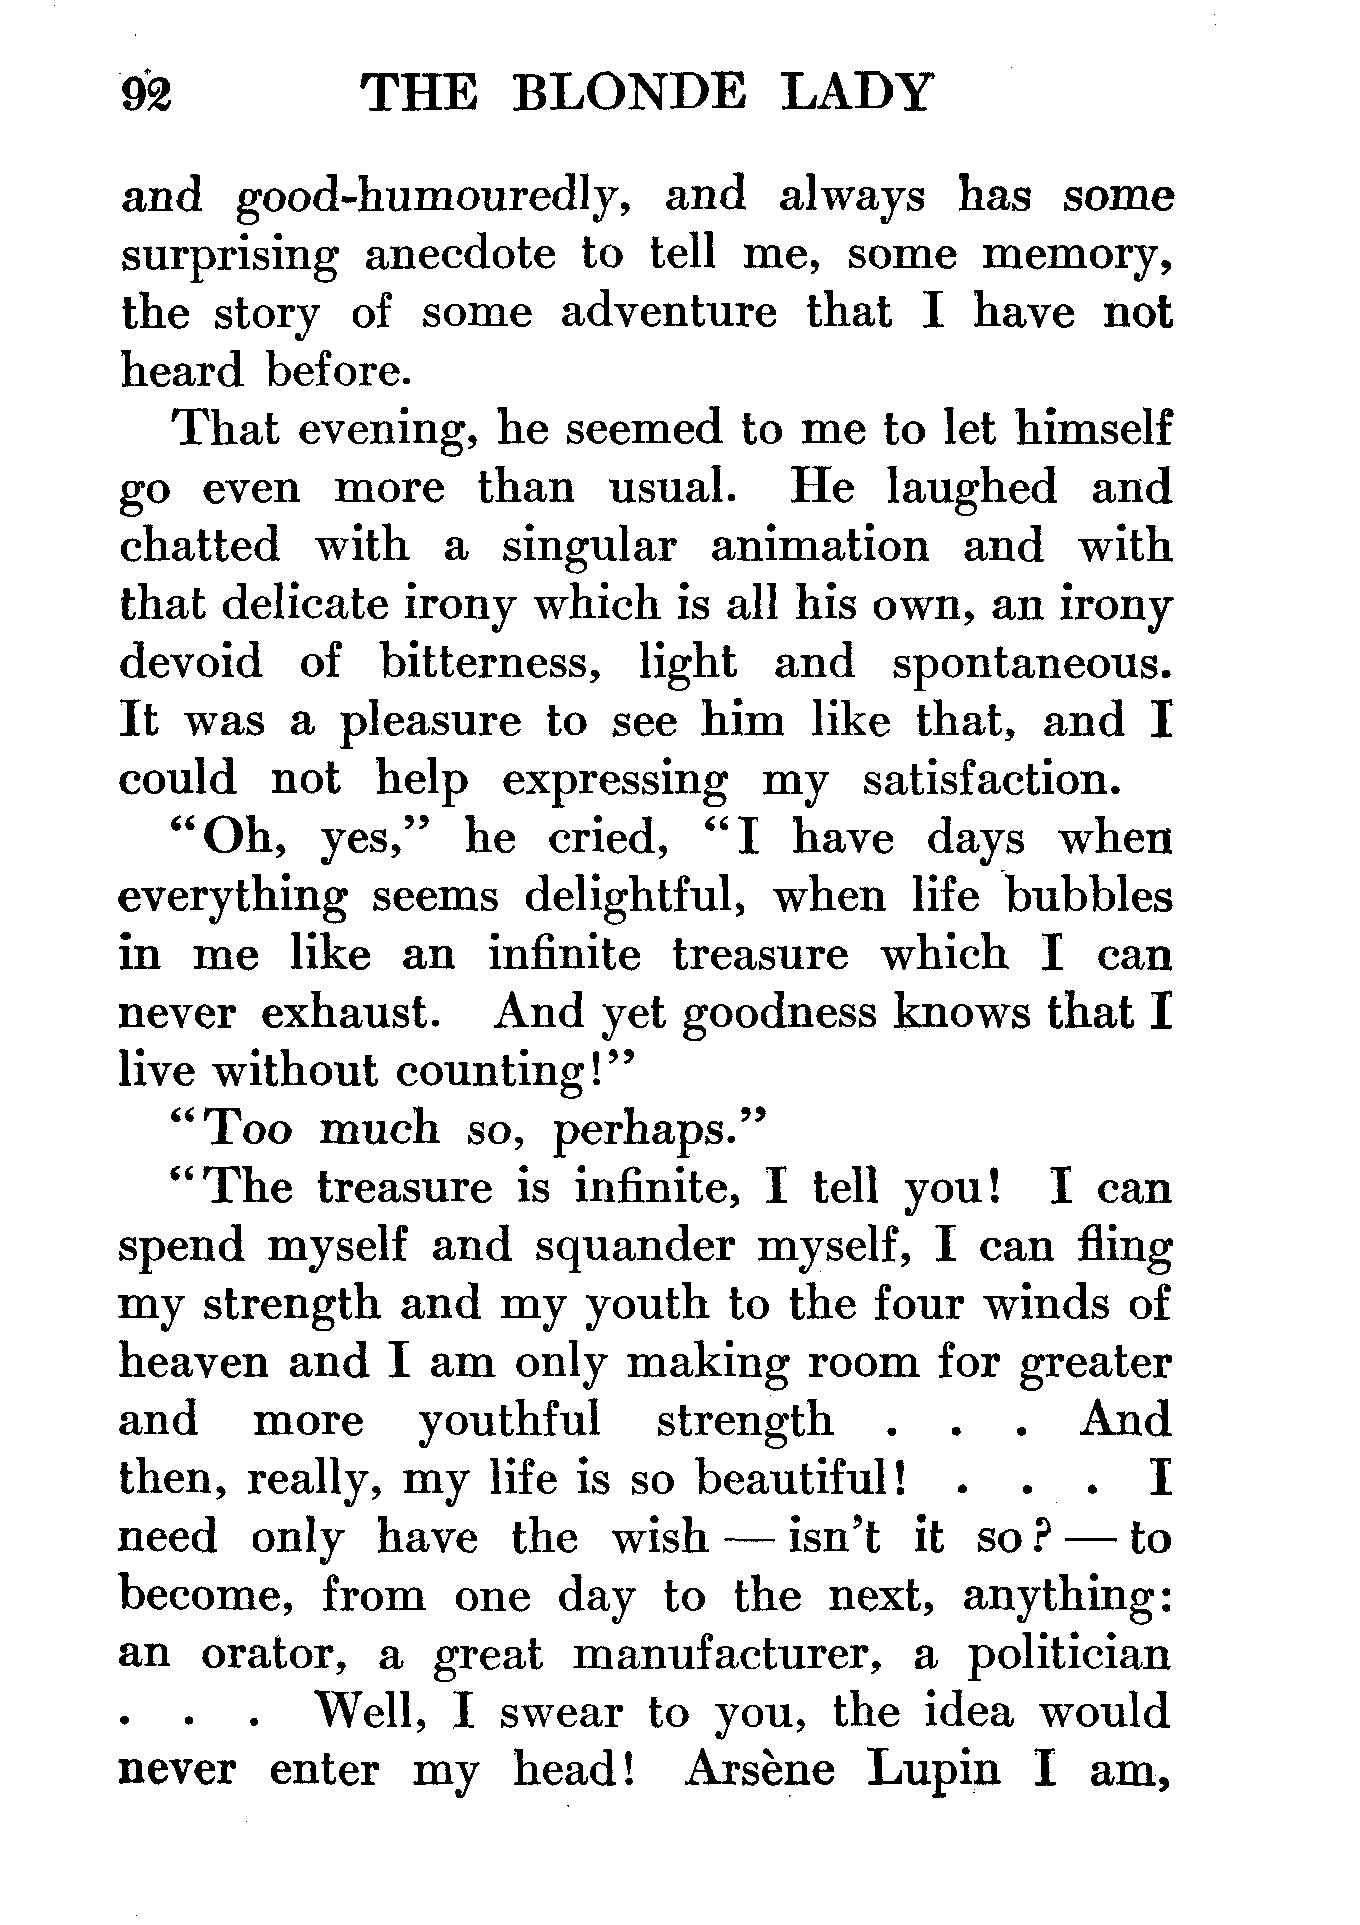 92 THE BLONDE LADY
and good-humouredly, and always has some
surprising anecdote to tell me, some memory,
the story of some adventure that I have not
heard before.
That evening, he seemed to me to let himself
go even more than usual. He laughed and
chatted with a singular animation and with
that delicate irony which is all his own, an irony
devoid of bitterness, light and spontaneous.
It was a pleasure to see him like that, and I
could not help expressing my satisfaction.
“Oh, yes,” he cried, “I have days when
everything seems delightful, when life bubbles
in me like an infinite treasure which I can
never exhaust. And yet goodness knows that I
live without counting!”
“Too much so, perhaps.”
“The treasure is infinite, I tell you! I can
spend myself and squander myself, I can fling
my strength and my youth to the four winds of
heaven and I am only making room for greater
and more youthful strength . . . And
then, really, my life is so beautiful! . . . I
need only have the wish — isn’t it so? — to
become, from one day to the next, anything:
an orator, a great manufacturer, a politician
. . . Well, I swear to you, the idea would
never enter my head! Arsène Lupin I am,